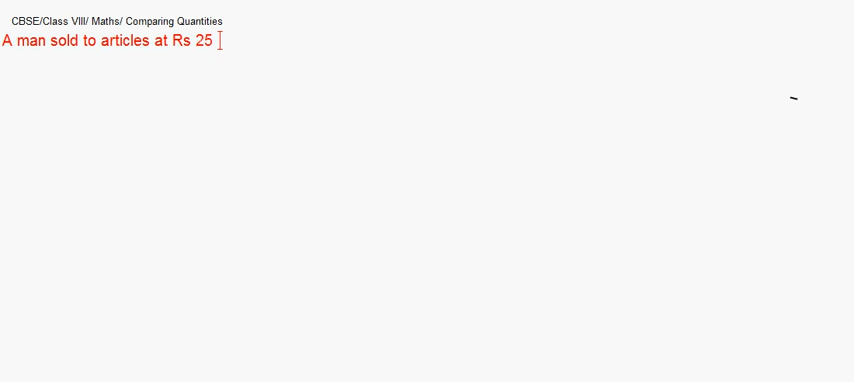 CBSE/Class VIII/ Maths/ Comparing Quantities
A man sold to articles at Rs 25